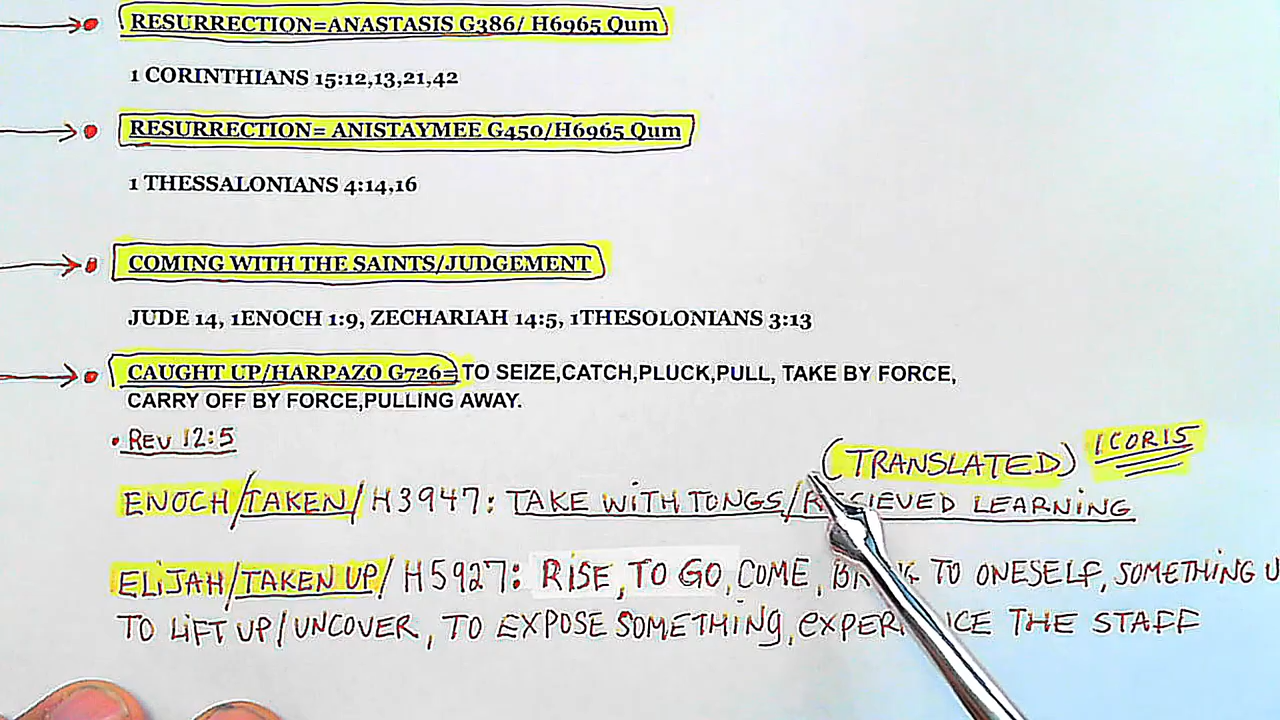 RESURRECTION=ANASTASIS G386/ H6965 Qum
1 CORINTHIANS 15:12,13,21,42
RESURRECTION= ANISTAYMEE G450/H6965 Qum
1 THESSALONIANS 4:14,16
COMING WITH THE SAINTS/JUDGEMENT
JUDE 14, 1ENOCH 1:9, ZECHARIAH 14:5, 1THESOLONIANS 3:13
CAUGHT UP/HARPAZO G726= TO SEIZE,CATCH,PLUCK,PULL, TAKE BY FORCE,
CARRY OFF BY FORCE,PULLING AWAY.
• REV 12:5
(TRANSLATED) 1COR15
ENOCH/TAKEN/H3947: TAKE WITH TONGS/RECIEVED LEARNING
ELIJAH/TAKEN UP/H5927: RISE, TO GO, COME, TO ONESELF, SOMETHING
TO LIFT UP/UNCOVER, TO EXPOSE SOMETHING, THE STAFF